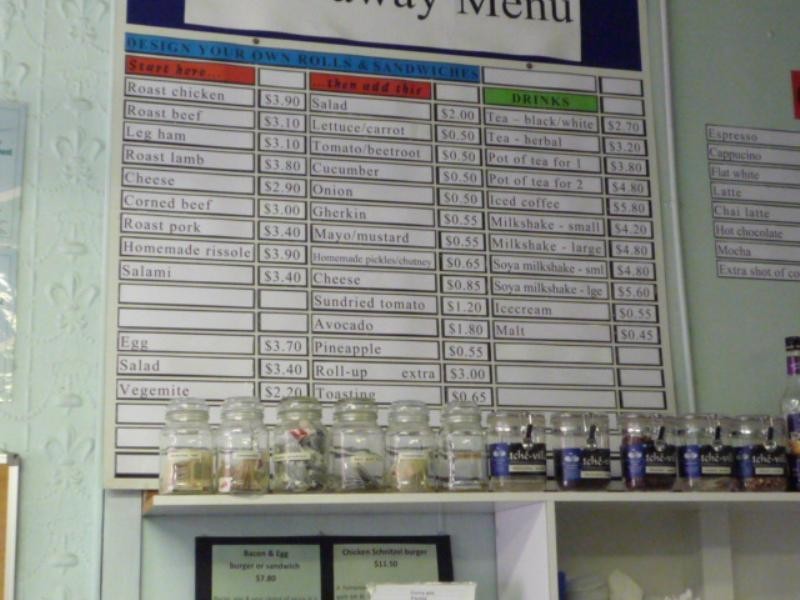 away Menu
DESIGN YOUR OWN ROLLS & SANDWICHES
Start here...
Roast chicken $3.90
Roast beef $3.10
Leg ham $3.10
Roast lamb $3.80
Cheese $2.90
Corned beef $3.00
Roast pork $3.40
Homemade rissole $3.90
Salami $3.40
Egg $3.70
Salad $3.40
Vegemite $2.20
...then add this
Salad $2.00
Lettuce/carrot $0.50
Tomato/beetroot $0.50
Cucumber $0.50
Onion $0.50
Gherkin $0.55
Mayo/mustard $0.55
Homemade pickles/chutney $0.65
Cheese $0.85
Sundried tomato $1.20
Avocado $1.80
Pineapple $0.55
Roll-up extra $3.00
Toasting $0.65
DRINKS
Tea - black/white $2.70
Tea - herbal $3.20
Pot of tea for 1 $3.80
Pot of tea for 2 $4.80
Iced coffee $5.80
Milkshake - small $4.20
Milkshake - large $4.80
Soya milkshake - sml $4.80
Soya milkshake - lge $5.60
Icecream $0.55
Malt $0.45
Espresso
Cappucino
Flat white
Latte
Chai latte
Hot chocolate
Mocha
Extra shot of co
Bacon & Egg
burger or sandwich
$7.80
Chicken Schnitzel burger
$11.50